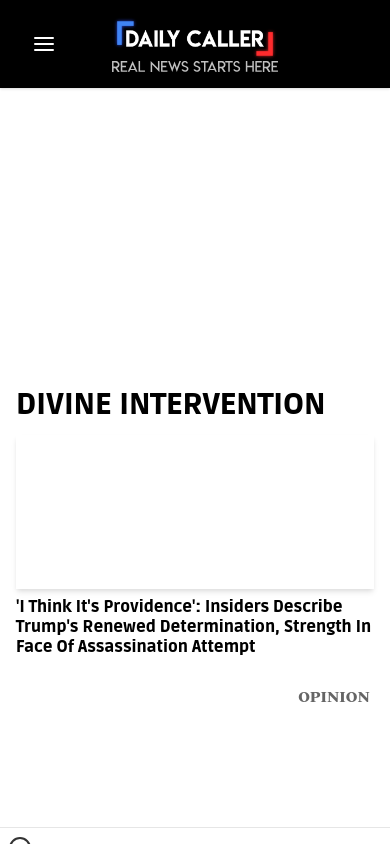 DAILY CALLER
REAL NEWS STARTS HERE
DIVINE INTERVENTION
'I Think It's Providence': Insiders Describe
Trump's Renewed Determination, Strength In
Face Of Assassination Attempt
OPINION